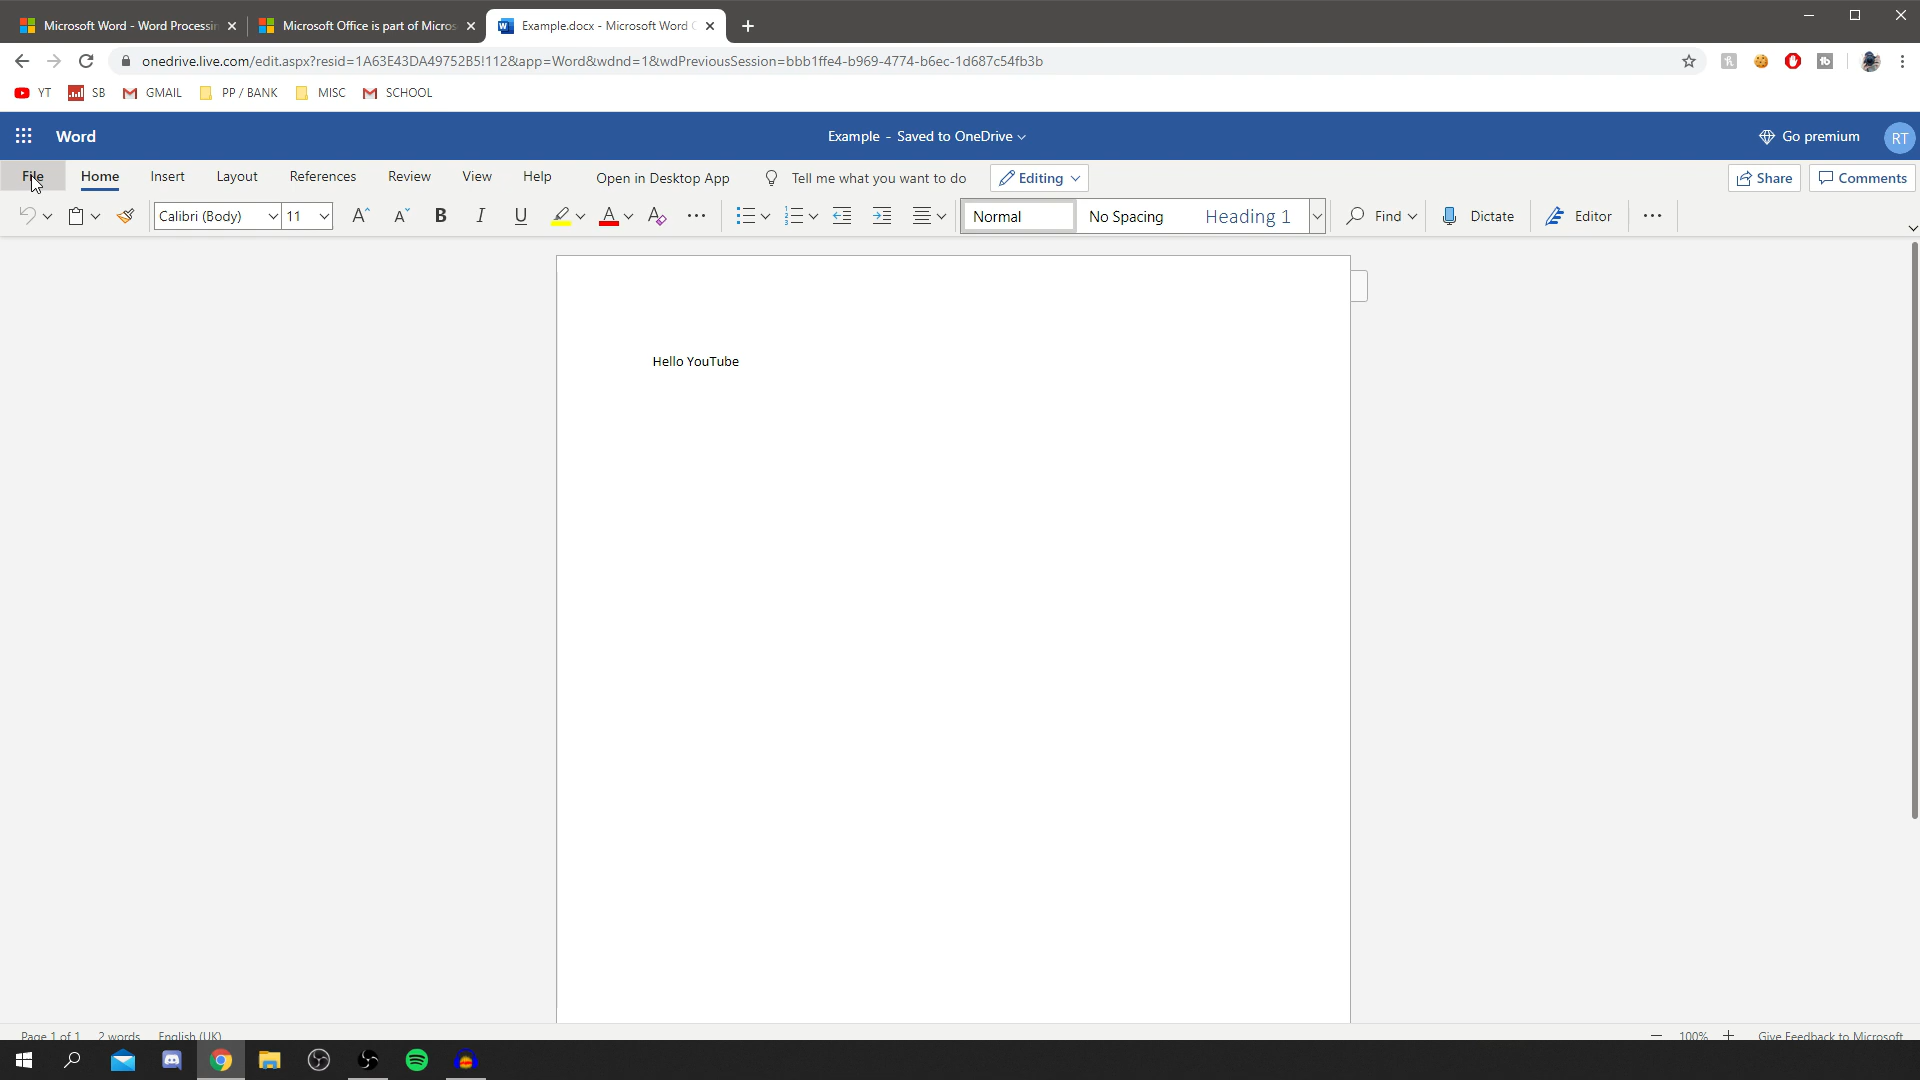 Microsoft Word - Word Processin
Microsoft Office is part of Micros
Example.docx - Microsoft Word
onedrive.live.com/edit.aspx?resid=1A63E43DA49752B5!112&app=Word&wdnd=1&wdPreviousSession=bbb1ffe4-b969-4774-b6ec-1d687c54fb3b
YT SB GMAIL PP / BANK MISC SCHOOL
Word
Example - Saved to OneDrive
Go premium
RT
File Home Insert Layout References Review View Help Open in Desktop App Tell me what you want to do Editing Share Comments
Calibri (Body) 11 Normal No Spacing Heading 1 Find Dictate Editor
Hello YouTube
Page 1 of 1 2 words English (UK) 100% Give Feedback to Microsoft